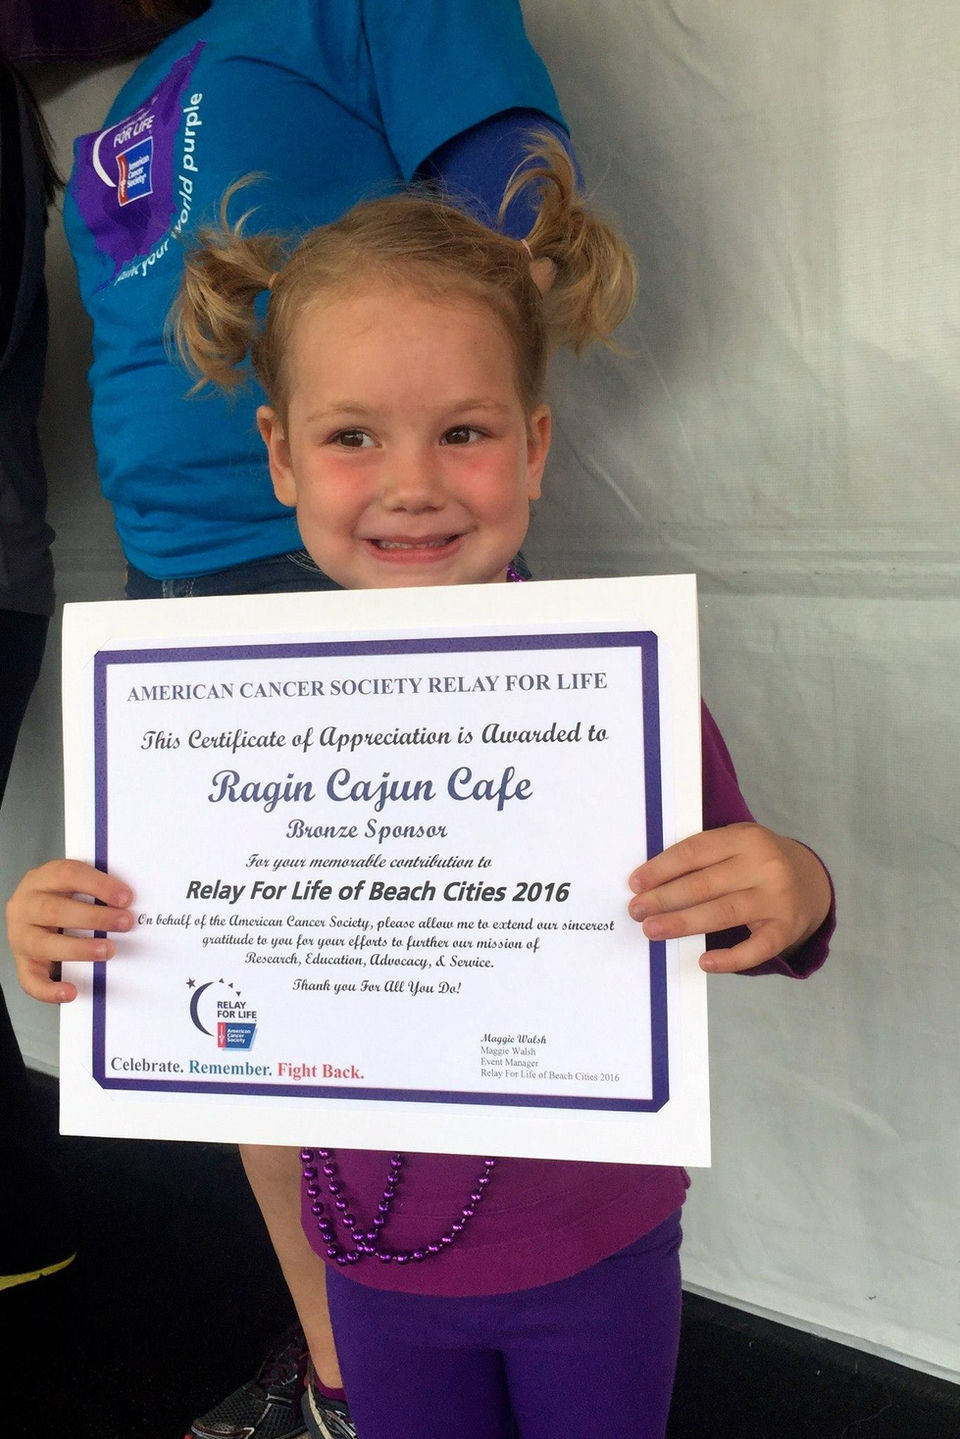 FOR LIFE
American
Cancer
Society
your world purple
AMERICAN CANCER SOCIETY RELAY FOR LIFE
This Certificate of Appreciation is Awarded to
Ragin Cajun Cafe
Bronze Sponsor
For your memorable contribution to
Relay For Life of Beach Cities 2016
On behalf of the American Cancer Society, please allow me to extend our sincerest
gratitude to you for your efforts to further our mission of
Research, Education, Advocacy, & Service.
Thank you For All You Do!
RELAY
FOR LIFE
American
Cancer
Society
Celebrate. Remember. Fight Back.
Maggie Walsh
Maggie Walsh
Event Manager
Relay For Life of Beach Cities 2016